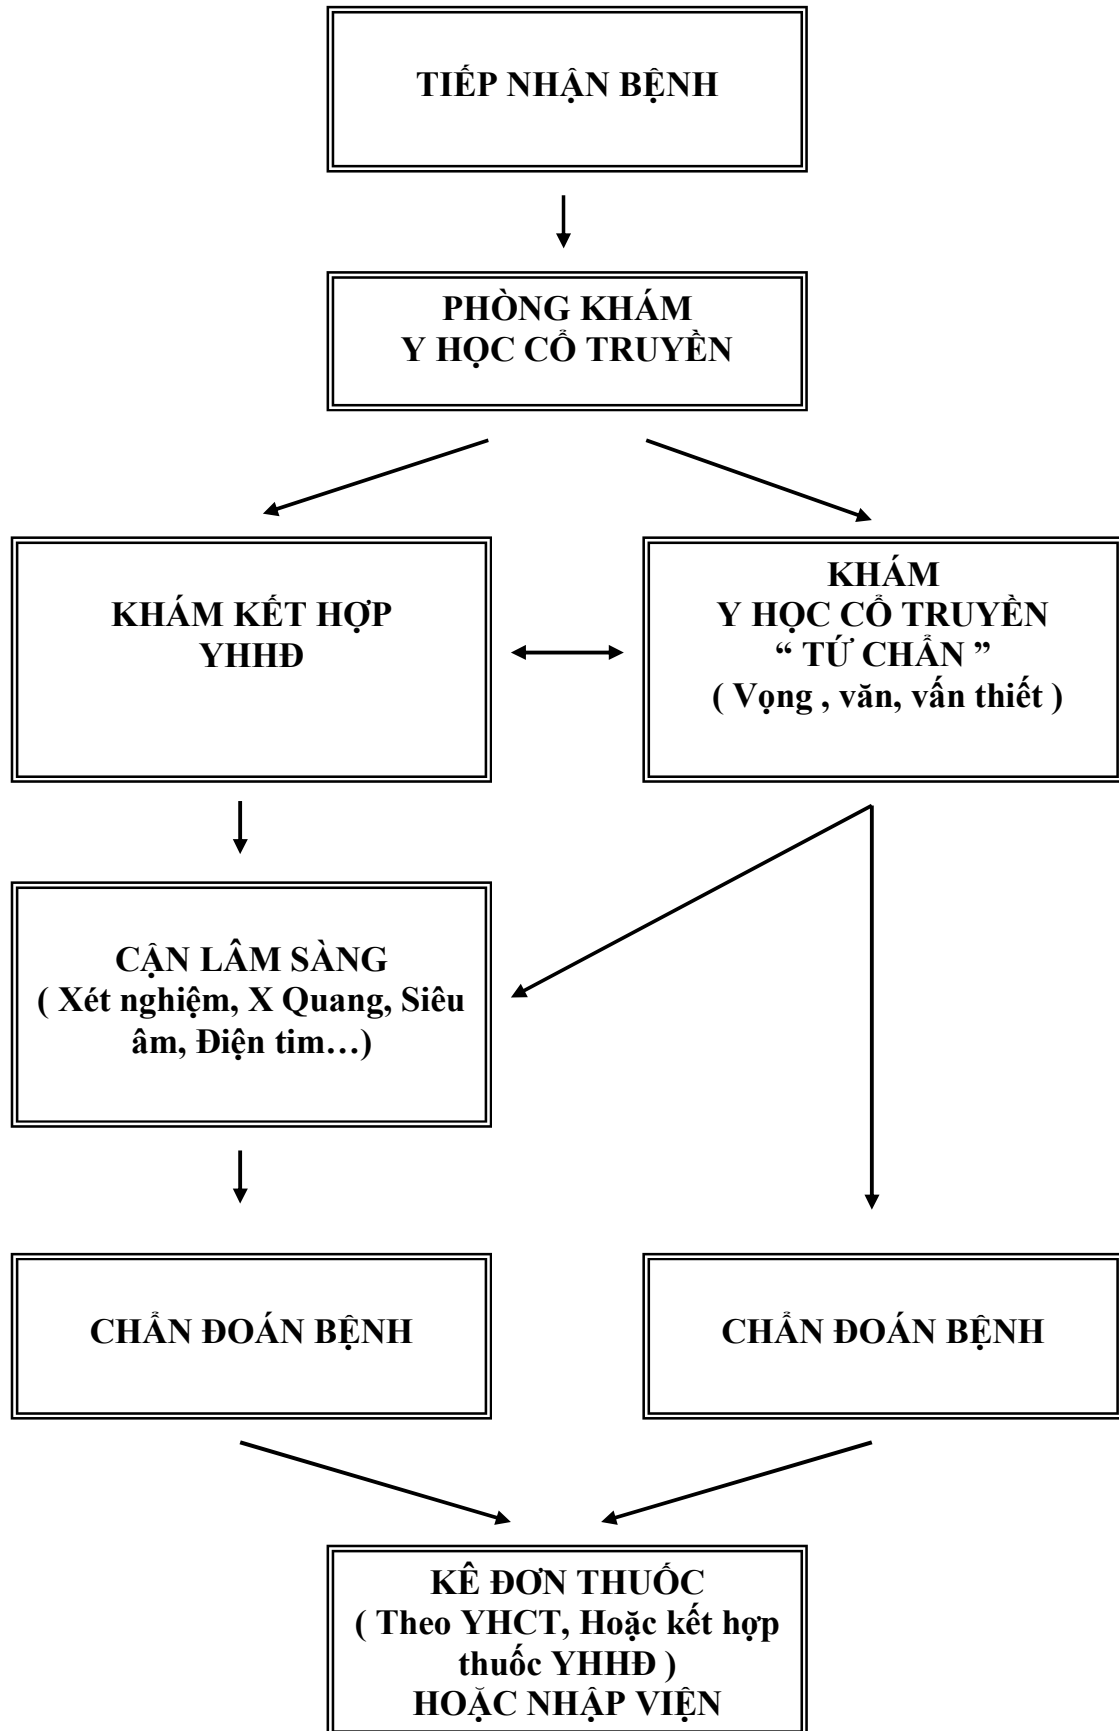 TIẾP NHẬN BỆNH
PHÒNG KHÁM
Y HỌC CỔ TRUYỀN
KHÁM KẾT HỢP
YHHĐ
KHÁM
Y HỌC CỔ TRUYỀN
“ TỨ CHẨN ”
( Vọng , văn, vấn thiết )
CẬN LÂM SÀNG
( Xét nghiệm, X Quang, Siêu
âm, Điện tim…)
CHẨN ĐOÁN BỆNH
CHẨN ĐOÁN BỆNH
KÊ ĐƠN THUỐC
( Theo YHCT, Hoặc kết hợp
thuốc YHHĐ )
HOẶC NHẬP VIỆN